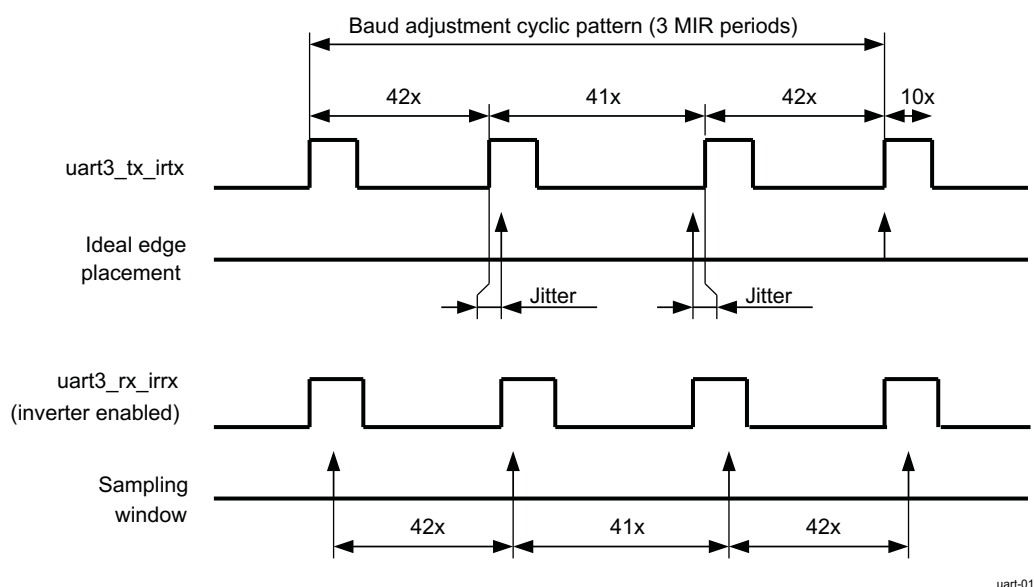 Baud adjustment cyclic pattern (3 MIR periods)
42x 41x 42x 10x
uart3_tx_irtx
Ideal edge
placement
Jitter Jitter
uart3_rx_irrx
(inverter enabled)
Sampling
window
42x 41x 42x